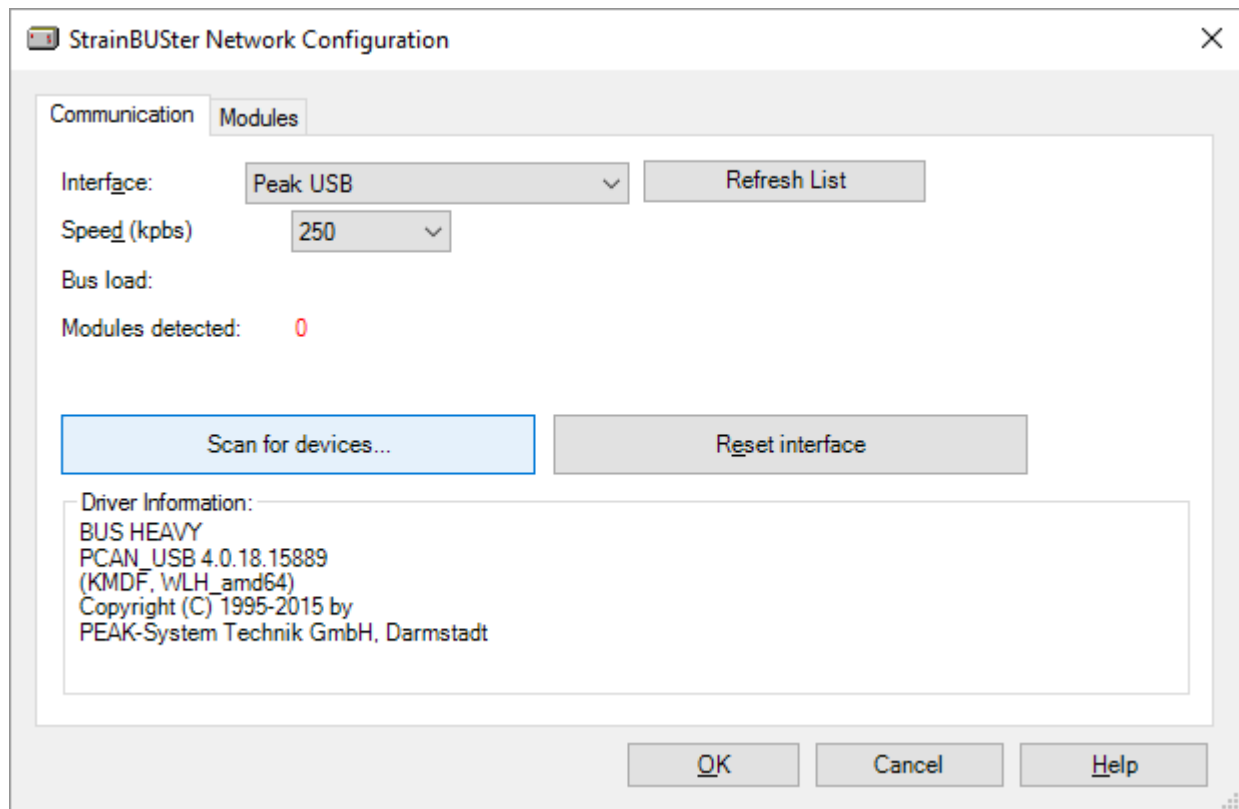 StrainBUSter Network Configuration
Communication
Modules
Interface:
Peak USB
Refresh List
Speed (kpbs)
250
Bus load:
Modules detected:
0
Scan for devices...
Reset interface
Driver Information:
BUS HEAVY
PCAN_USB 4.0.18.15889
(KMDF, WLH_amd64)
Copyright (C) 1995-2015 by
PEAK-System Technik GmbH, Darmstadt
OK
Cancel
Help